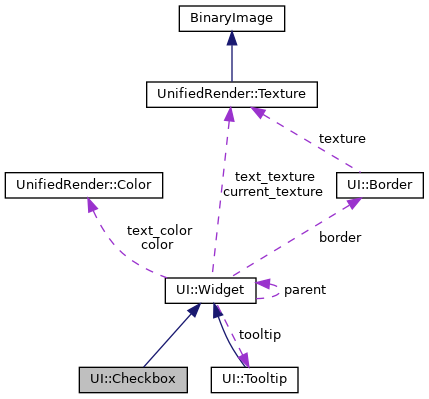 BinaryImage
UnifiedRender::Texture
texture
text_texture
current_texture
UnifiedRender::Color
UI::Border
text_color
color
border
UI::Widget
parent
tooltip
UI::Checkbox
UI::Tooltip